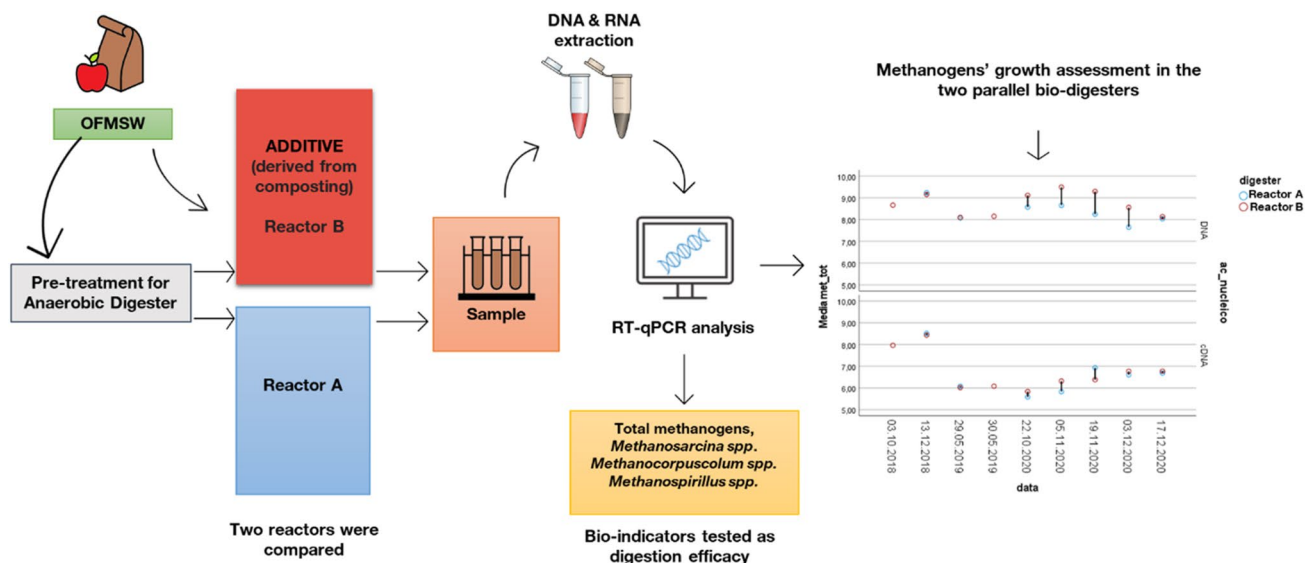 OFMSW
Pre-treatment for
Anaerobic Digester
ADDITIVE
(derived from
composting)
Reactor B
Reactor A
Two reactors were
compared
Sample
DNA & RNA
extraction
RT-qPCR analysis
Total methanogens,
Methanosarcina spp.
Methanocorpuscolum spp.
Methanospirillus spp.
Bio-indicators tested as
digestion efficacy
Methanogens' growth assessment in the
two parallel bio-digesters
digester
Reactor A
Reactor B
Media met_tot
10,00
9,00
8,00
7,00
6,00
5,00
DNA
10,00
9,00
8,00
7,00
6,00
5,00
cDNA
ac_nucleico
03.10.2018
13.12.2018
29.05.2019
30.05.2019
22.10.2020
05.11.2020
19.11.2020
03.12.2020
17.12.2020
data